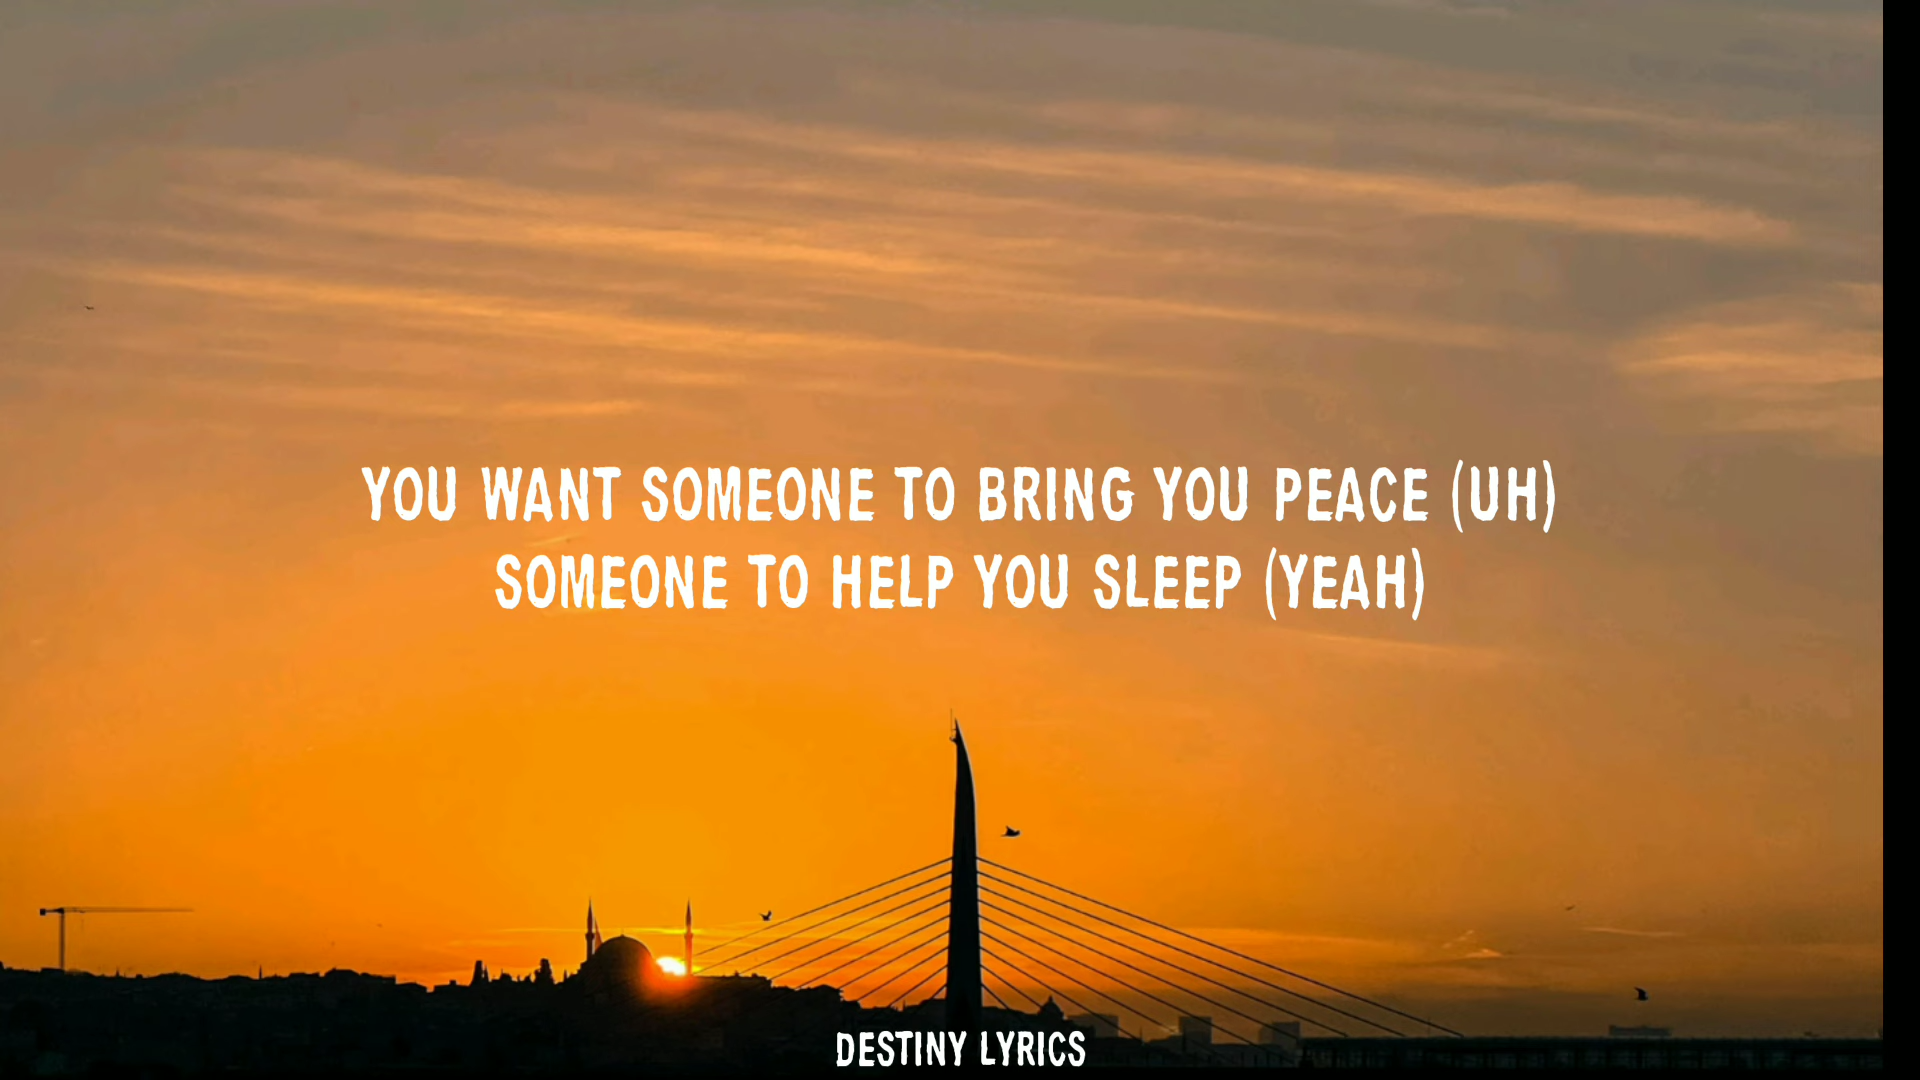 YOU WANT SOMEONE TO BRING YOU PEACE (UH)
SOMEONE TO HELP YOU SLEEP (YEAH)
DESTINY LYRICS